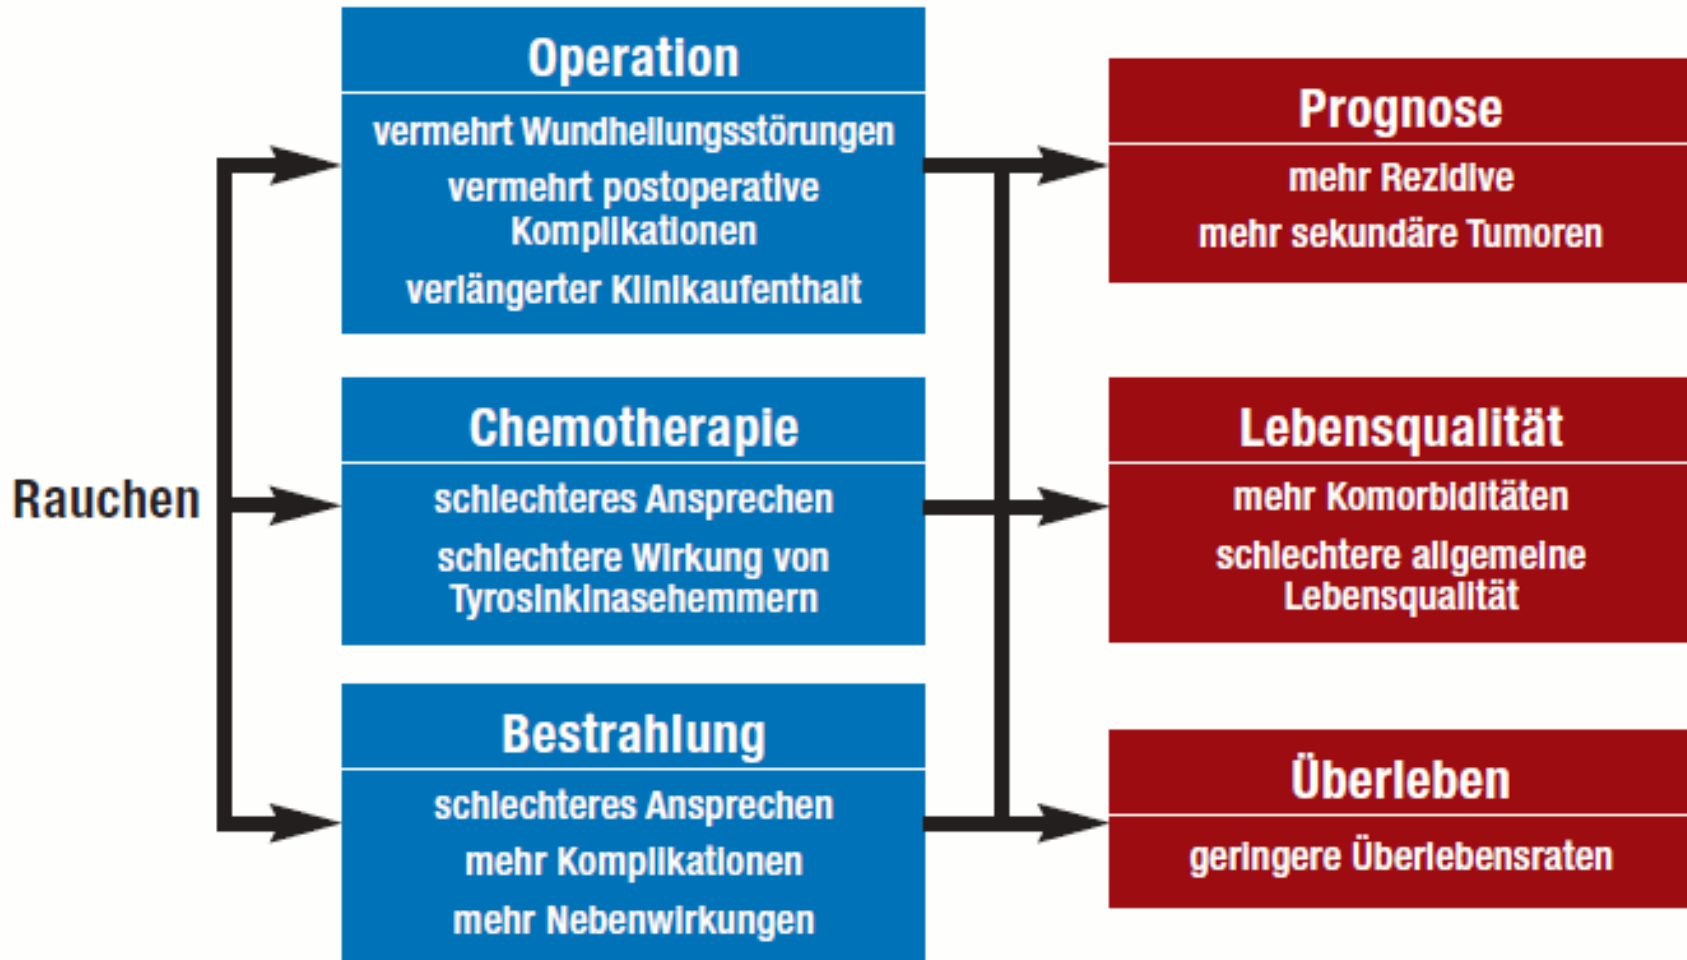 Rauchen
Operation
vermehrt Wundheilungsstörungen
vermehrt postoperative
Komplikationen
verlängerter Klinikaufenthalt
Chemotherapie
schlechteres Ansprechen
schlechtere Wirkung von
Tyrosinkinasehemmern
Bestrahlung
schlechteres Ansprechen
mehr Komplikationen
mehr Nebenwirkungen
Prognose
mehr Rezidive
mehr sekundäre Tumoren
Lebensqualität
mehr Komorbiditäten
schlechtere allgemeine
Lebensqualität
Überleben
geringere Überlebensraten